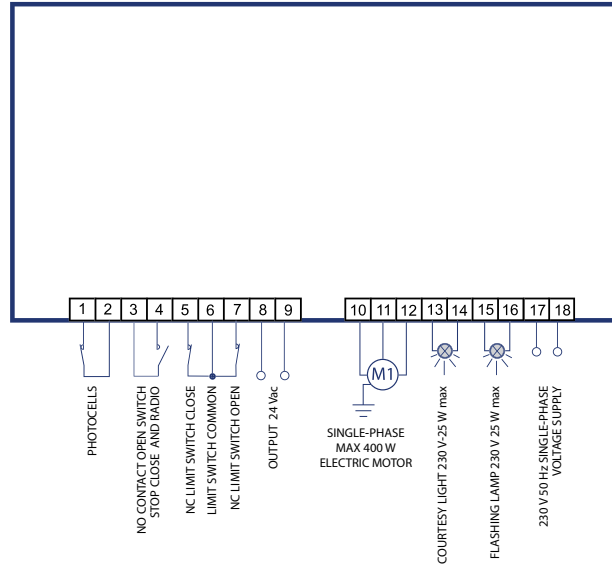 1 2 3 4 5 6 7 8 9 10 11 12 13 14 15 16 17 18
M1
PHOTOCELLS
NO CONTACT OPEN SWITCH
STOP CLOSE AND RADIO
NC LIMIT SWITCH CLOSE
LIMIT SWITCH COMMON
NC LIMIT SWITCH OPEN
OUTPUT 24 Vac
SINGLE-PHASE
MAX 400 W
ELECTRIC MOTOR
COURTESY LIGHT 230 V-25 W max
FLASHING LAMP 230 V 25 W max
230 V 50 Hz SINGLE-PHASE
VOLTAGE SUPPLY